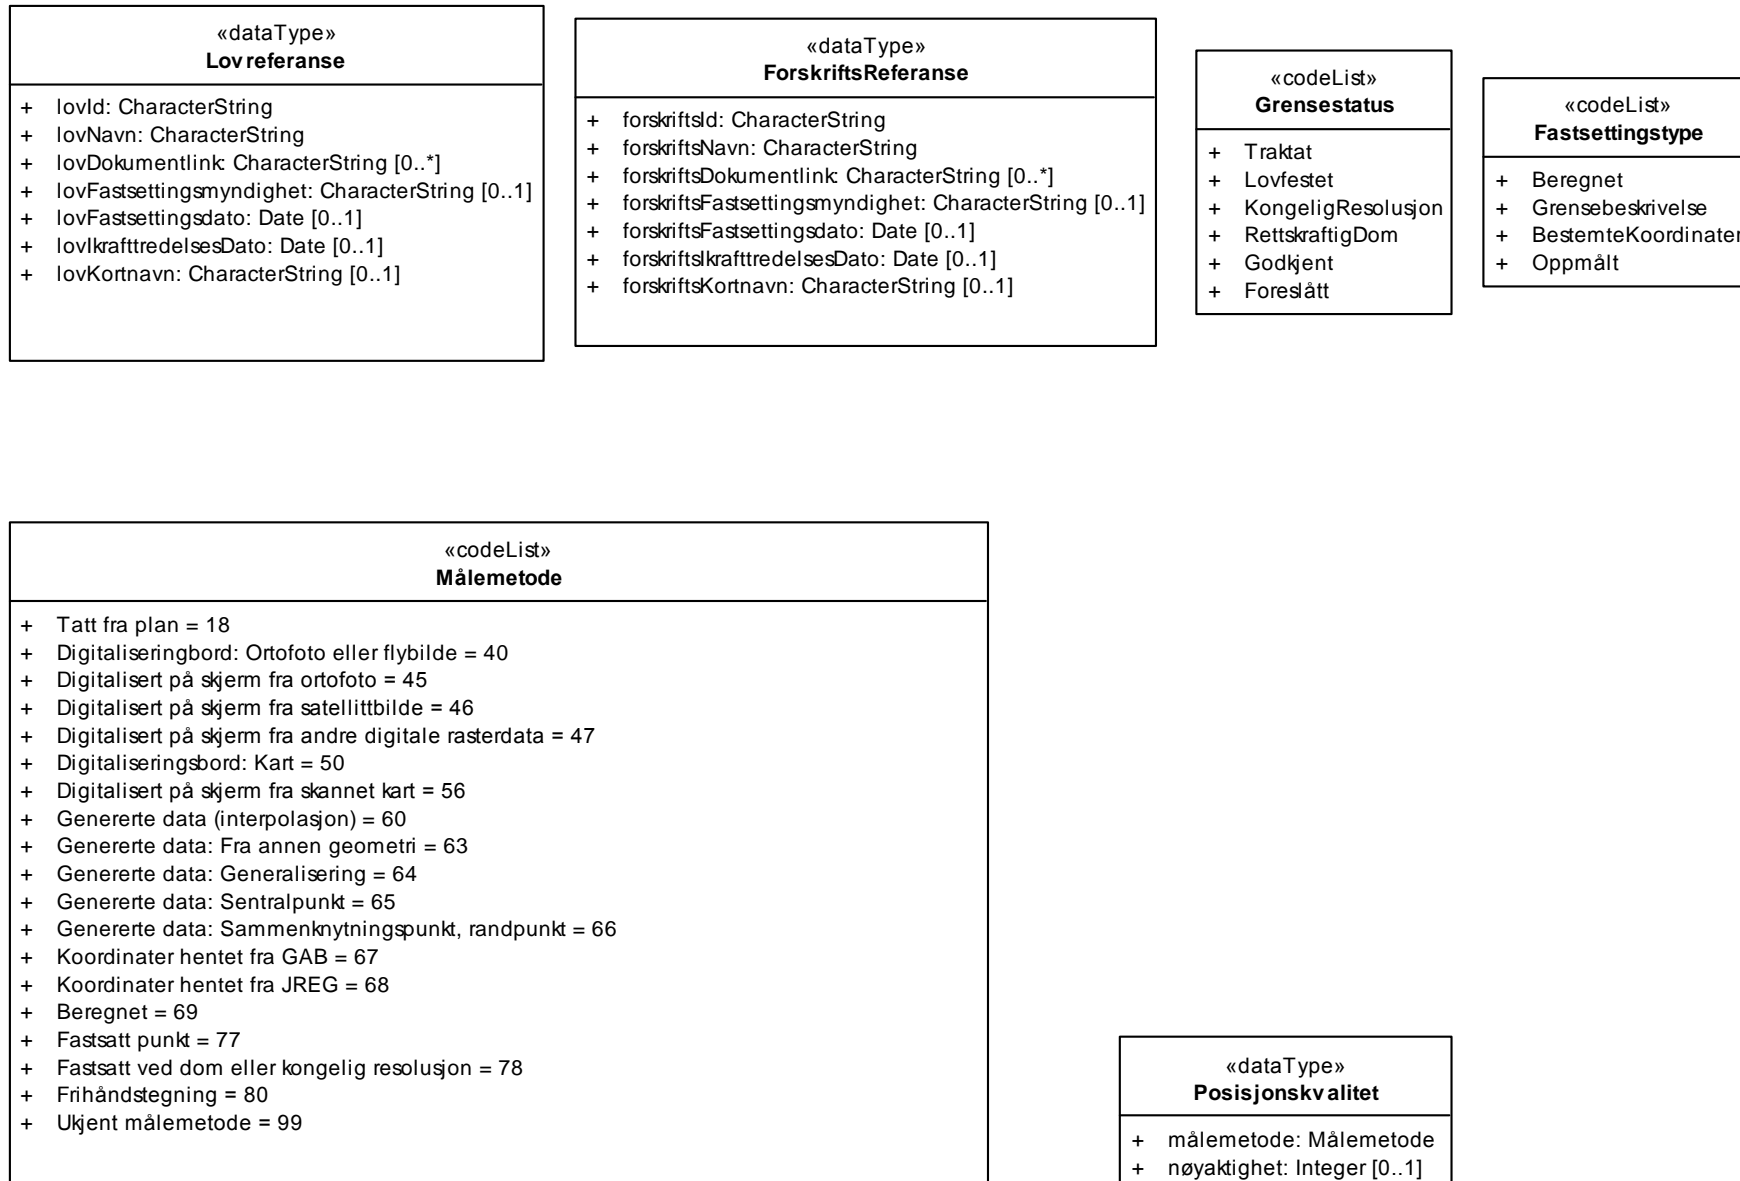 «dataType»
Lovreferanse
+ lovId: CharacterString
+ lovNavn: CharacterString
+ lovDokumentlink: CharacterString [0..*]
+ lovFastsettingsmyndighet: CharacterString [0..1]
+ lovFastsettingsdato: Date [0..1]
+ lovIkrafttredelsesDato: Date [0..1]
+ lovKortnavn: CharacterString [0..1]
«dataType»
ForskriftsReferanse
+ forskriftsId: CharacterString
+ forskriftsNavn: CharacterString
+ forskriftsDokumentlink: CharacterString [0..*]
+ forskriftsFastsettingsmyndighet: CharacterString [0..1]
+ forskriftsFastsettingsdato: Date [0..1]
+ forskriftsIkrafttredelsesDato: Date [0..1]
+ forskriftsKortnavn: CharacterString [0..1]
«codeList»
Grensestatus
+ Traktat
+ Lovfestet
+ KongeligResolusjon
+ RettskraftigDom
+ Godkjent
+ Foreslått
«codeList»
Fastsettingstype
+ Beregnet
+ Grensebeskrivelse
+ BestemteKoordinater
+ Oppmålt
«codeList»
Målemetode
+ Tatt fra plan = 18
+ Digitaliseringbord: Ortofoto eller flybilde = 40
+ Digitalisert på skjerm fra ortofoto = 45
+ Digitalisert på skjerm fra satellittbilde = 46
+ Digitalisert på skjerm fra andre digitale rasterdata = 47
+ Digitaliseringsbord: Kart = 50
+ Digitalisert på skjerm fra skannet kart = 56
+ Genererte data (interpolasjon) = 60
+ Genererte data: Fra annen geometri = 63
+ Genererte data: Generalisering = 64
+ Genererte data: Sentralpunkt = 65
+ Genererte data: Sammenknytningspunkt, randpunkt = 66
+ Koordinater hentet fra GAB = 67
+ Koordinater hentet fra JREG = 68
+ Beregnet = 69
+ Fastsatt punkt = 77
+ Fastsatt ved dom eller kongelig resolusjon = 78
+ Frihåndstegning = 80
+ Ukjent målemetode = 99
«dataType»
Posisjonskvalitet
+ målemetode: Målemetode
+ nøyaktighet: Integer [0..1]